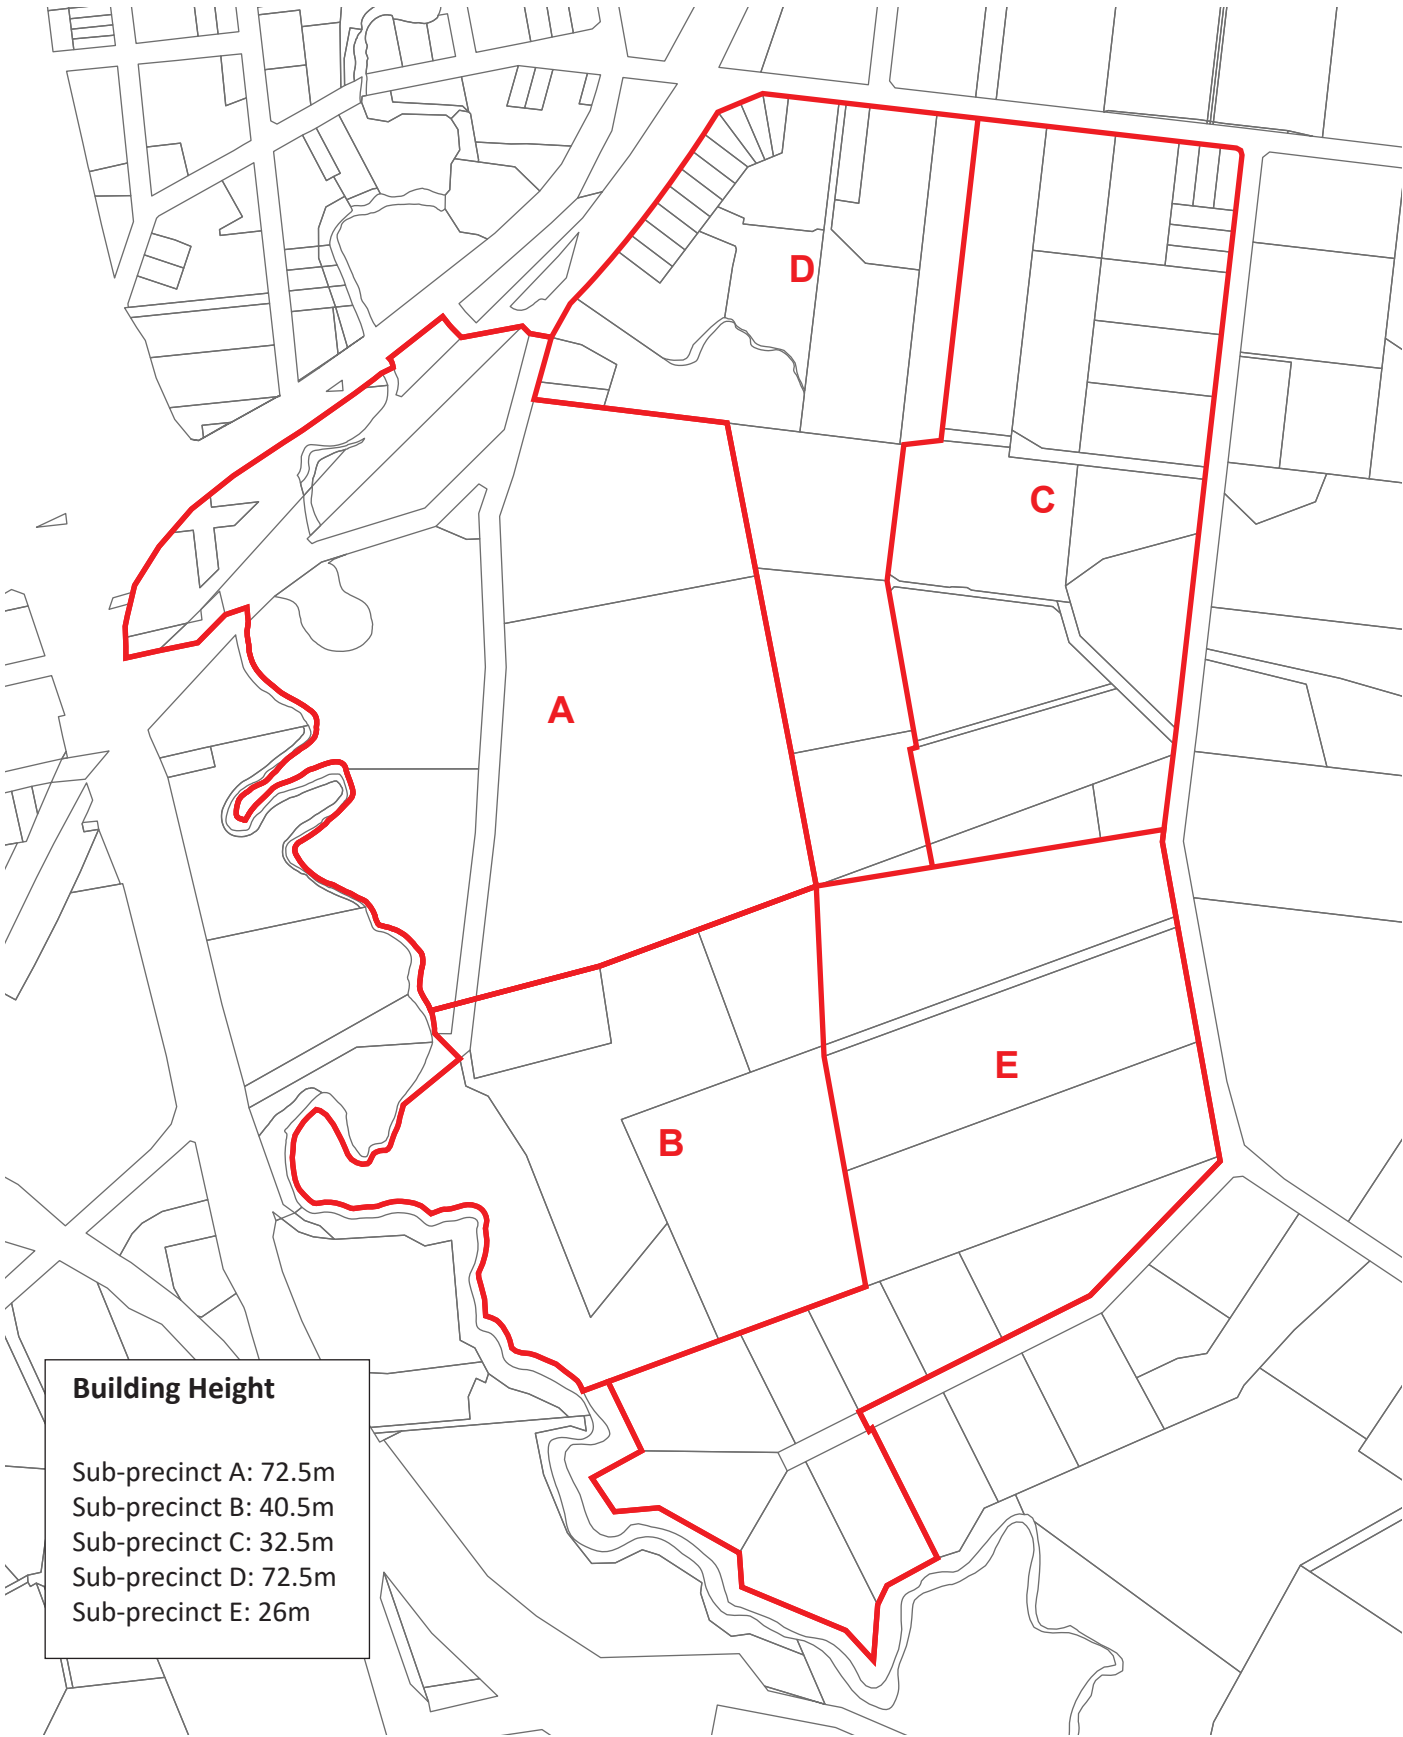 D
C
A
E
B
Building Height
Sub-precinct A: 72.5m
Sub-precinct B: 40.5m
Sub-precinct C: 32.5m
Sub-precinct D: 72.5m
Sub-precinct E: 26m